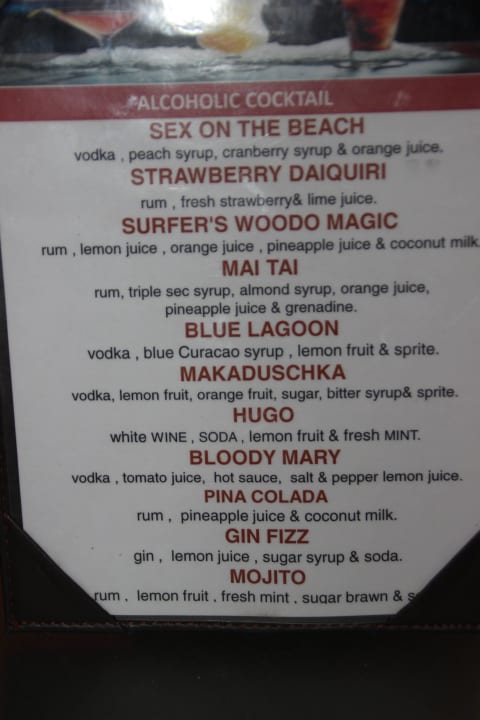 ALCOHOLIC COCKTAIL
SEX ON THE BEACH
vodka , peach syrup, cranberry syrup & orange juice.
STRAWBERRY DAIQUIRI
rum , fresh strawberry& lime juice.
SURFER'S WOODO MAGIC
rum , lemon juice , orange juice , pineapple juice & coconut milk
MAI TAI
rum, triple sec syrup, almond syrup, orange juice,
pineapple juice & grenadine.
BLUE LAGOON
vodka , blue Curacao syrup , lemon fruit & sprite.
MAKADUSCHKA
vodka, lemon fruit, orange fruit, sugar, bitter syrup& sprite.
HUGO
white WINE , SODA , lemon fruit & fresh MINT.
BLOODY MARY
vodka , tomato juice, hot sauce, salt & pepper lemon juice.
PINA COLADA
rum , pineapple juice & coconut milk.
GIN FIZZ
gin , lemon juice , sugar syrup & soda.
MOJITO
rum , lemon fruit , fresh mint , sugar brawn &